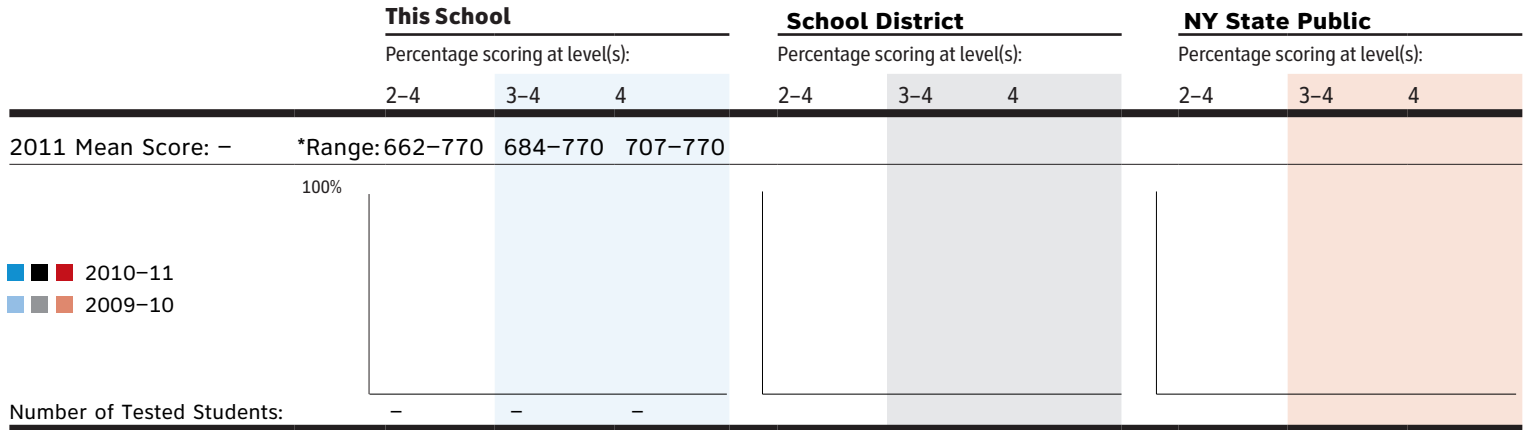 This School School District NY State Public
Percentage scoring at level(s): Percentage scoring at level(s): Percentage scoring at level(s):
2–4 3–4 4 2–4 3–4 4 2–4 3–4 4
2011 Mean Score: – *Range: 662–770 684–770 707–770
100%
2010–11
2009–10
Number of Tested Students: – – –